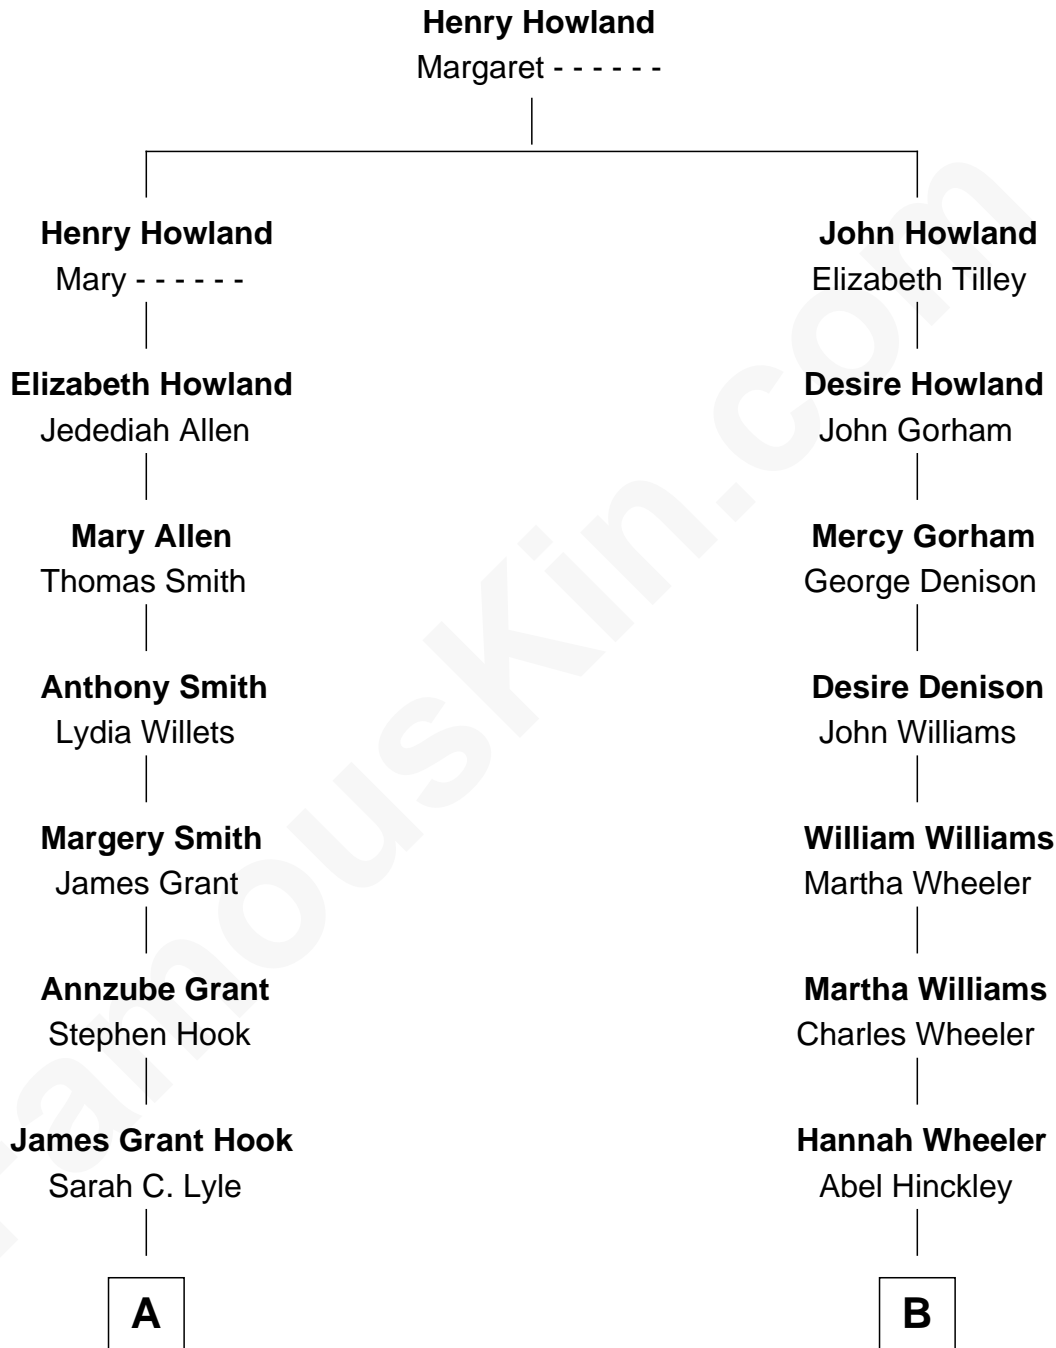 Henry Howland
Margaret - - - - - -
Henry Howland
Mary - - - - - -
Elizabeth Howland
Jedediah Allen
Mary Allen
Thomas Smith
Anthony Smith
Lydia Willets
Margery Smith
James Grant
Annzube Grant
Stephen Hook
James Grant Hook
Sarah C. Lyle
A
John Howland
Elizabeth Tilley
Desire Howland
John Gorham
Mercy Gorham
George Denison
Desire Denison
John Williams
William Williams
Martha Wheeler
Martha Williams
Charles Wheeler
Hannah Wheeler
Abel Hinckley
B
FamousKin.com